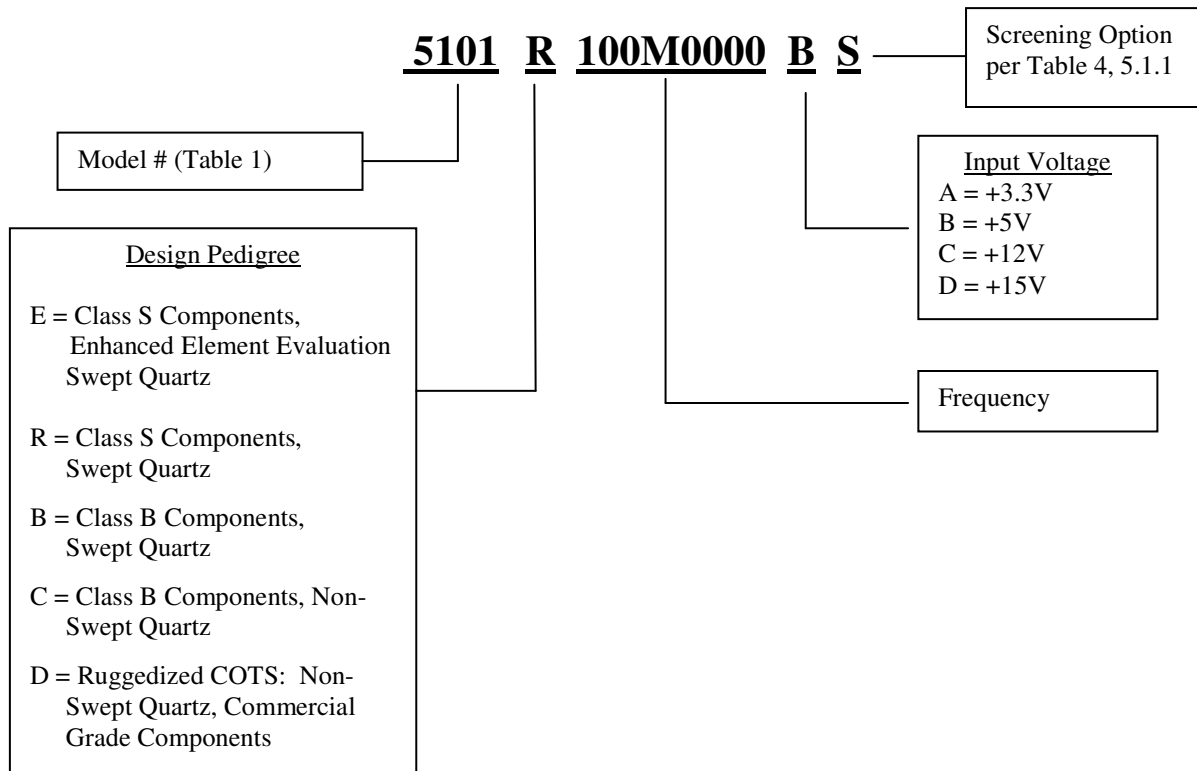 5101 R 100M0000 B S
Screening Option
per Table 4, 5.1.1
Model # (Table 1)
Input Voltage
A = +3.3V
B = +5V
C = +12V
D = +15V
Design Pedigree
E = Class S Components,
Enhanced Element Evaluation
Swept Quartz
R = Class S Components,
Swept Quartz
B = Class B Components,
Swept Quartz
C = Class B Components, Non-
Swept Quartz
D = Ruggedized COTS: Non-
Swept Quartz, Commercial
Grade Components
Frequency